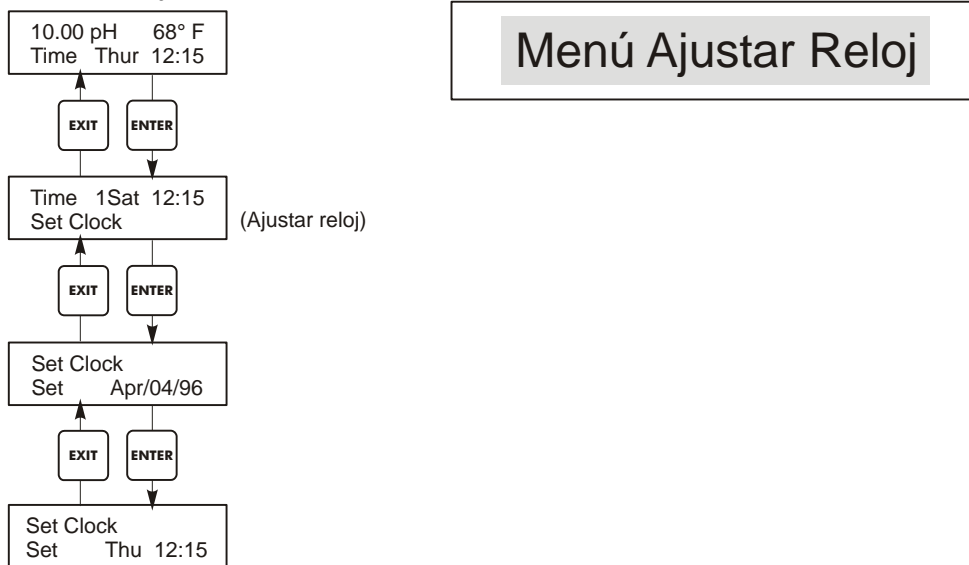 Menú Ajustar Reloj
10.00 pH 68° F
Time Thur 12:15
EXIT ENTER
Time 1Sat 12:15
Set Clock
(Ajustar reloj)
EXIT ENTER
Set Clock
Set Apr/04/96
EXIT ENTER
Set Clock
Set Thu 12:15